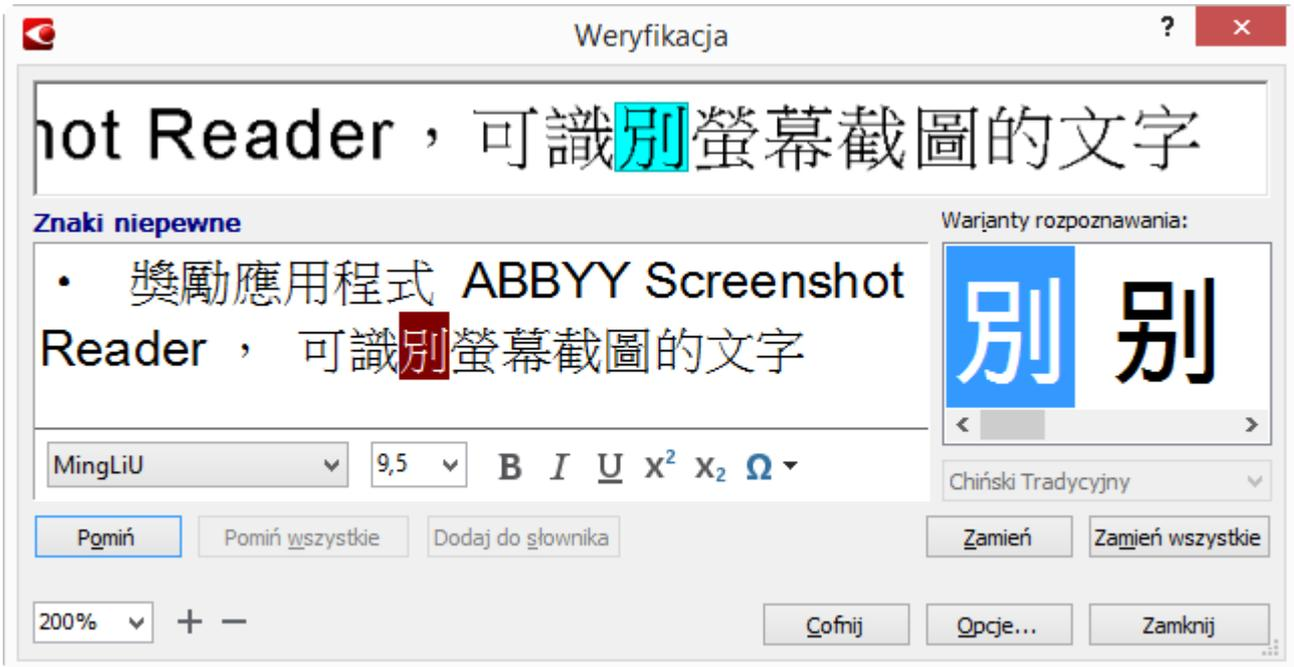 Weryfikacja
?
hot Reader，可識別螢幕截圖的文字
Znaki niepewne
Warianty rozpoznawania:
• 獎勵應用程式 ABBYY Screenshot
Reader ， 可識別螢幕截圖的文字
別 别
MingLiU 9,5 B I U X² X₂ Ω
Chiński Tradycyjny
Pomiń Pomiń wszystkie Dodaj do słownika Zamień Zamień wszystkie
200% + −
Cofnij Opcje... Zamknij